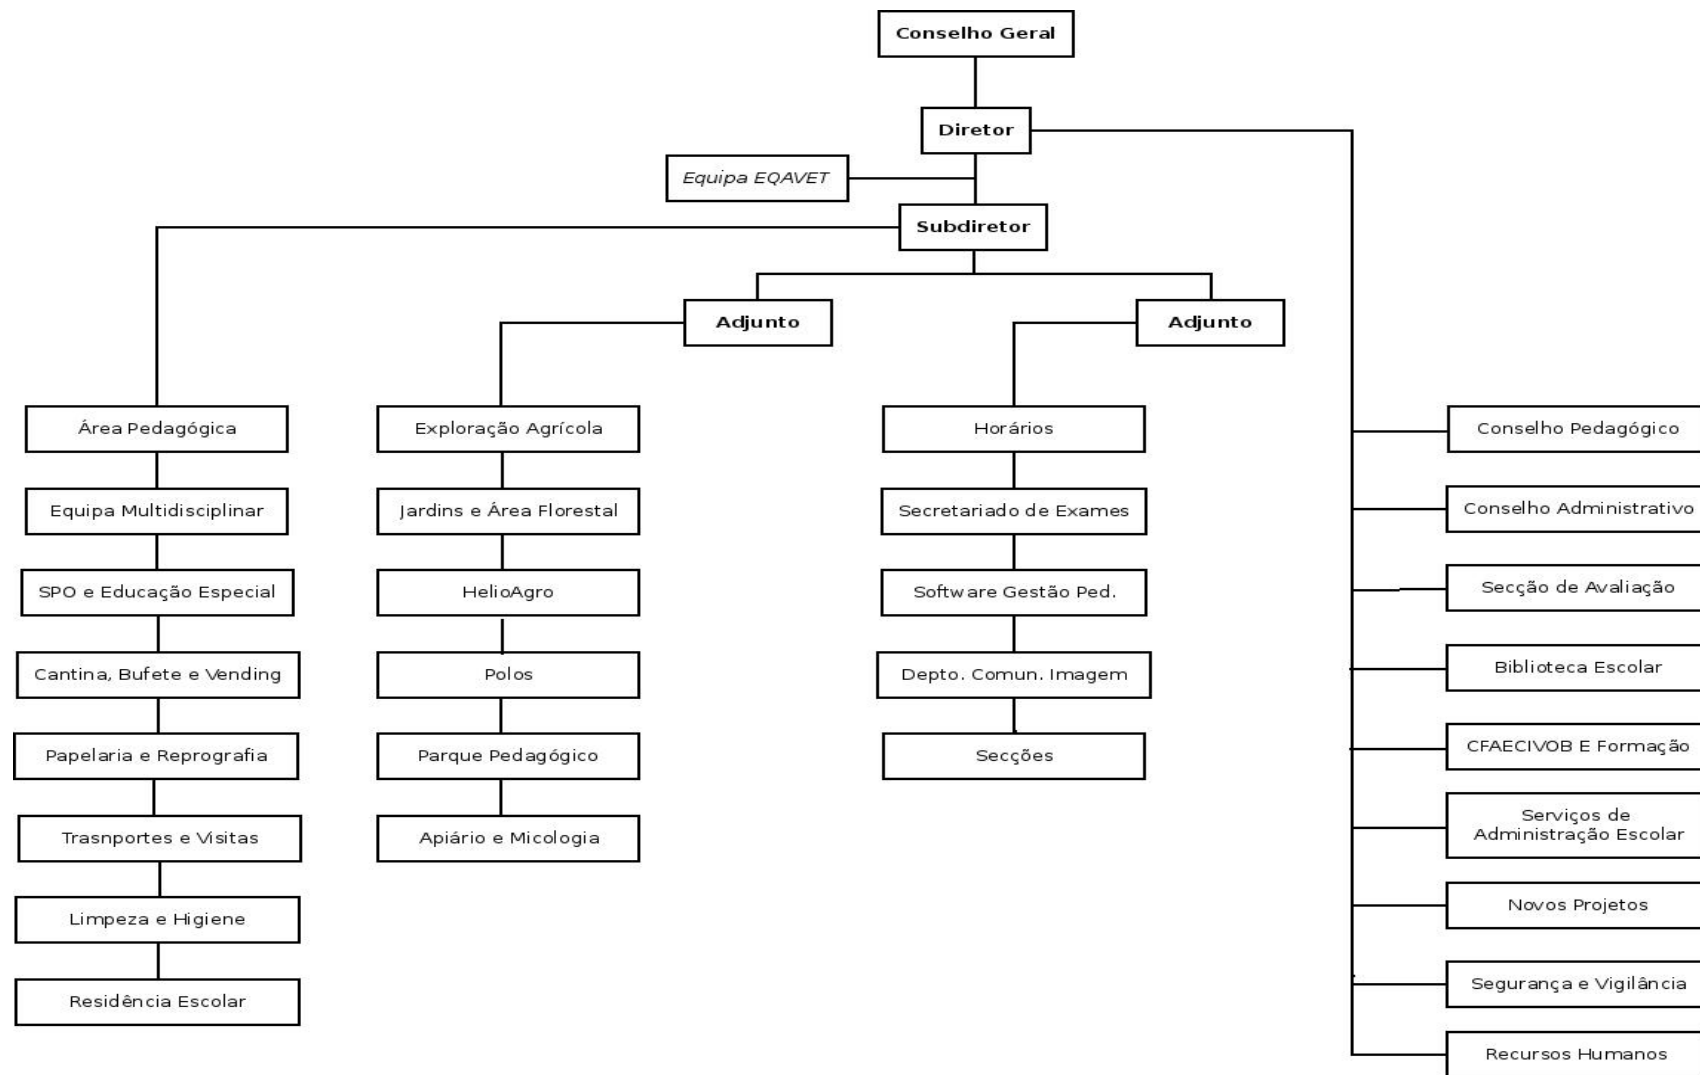 Conselho Geral
Diretor
Equipa EQAVET
Subdiretor
Adjunto
Adjunto
Área Pedagógica
Equipa Multidisciplinar
SPO e Educação Especial
Cantina, Bufete e Vending
Papelaria e Reprografia
Trasnportes e Visitas
Limpeza e Higiene
Residência Escolar
Exploração Agrícola
Jardins e Área Florestal
HelioAgro
Polos
Parque Pedagógico
Apiário e Micologia
Horários
Secretariado de Exames
Software Gestão Ped.
Depto. Comun. Imagem
Secções
Conselho Pedagógico
Conselho Administrativo
Secção de Avaliação
Biblioteca Escolar
CFAECIVOB E Formação
Serviços de
Administração Escolar
Novos Projetos
Segurança e Vigilância
Recursos Humanos